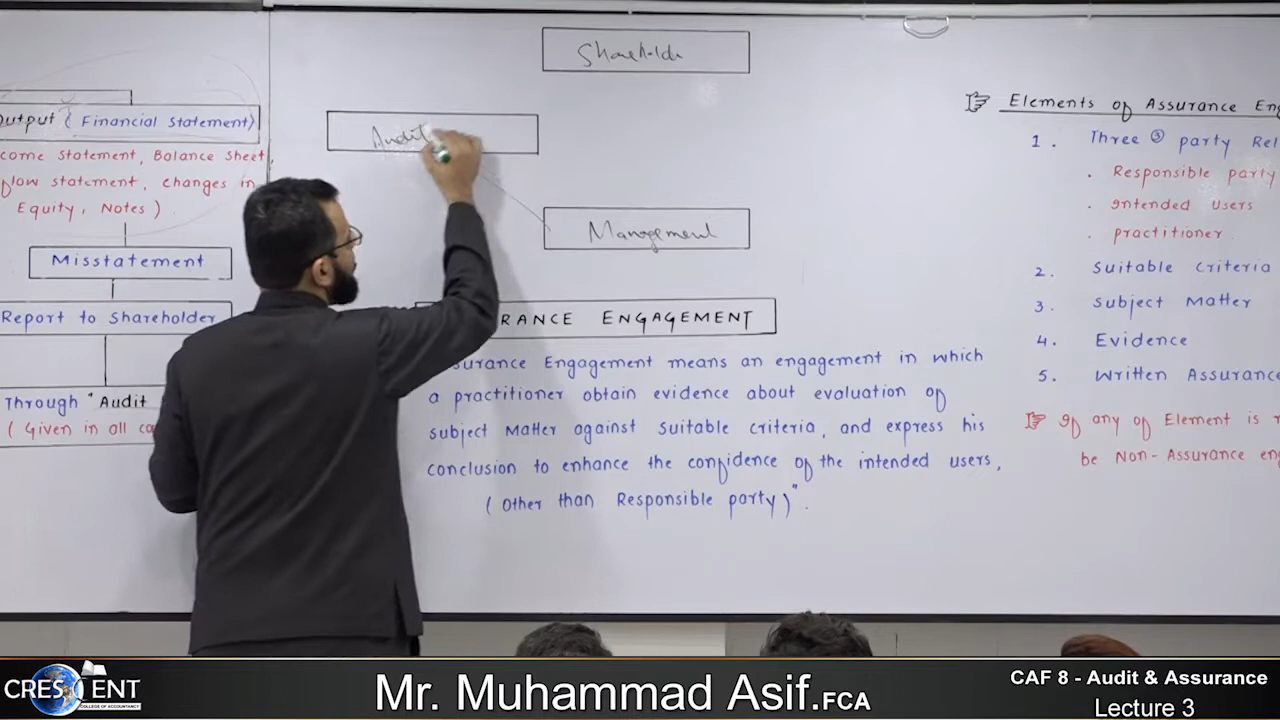 Shareholde
Audit
Management
output ( Financial Statement)
come Statement, Balance Sheet,
flow statement, changes in
Equity, Notes ).
Misstatement
Report to Shareholder
Through " Audit
( Given in all ca
RANCE ENGAGEMENT
surance Engagement means an engagement in which
a practitioner obtain evidence about evaluation of
subject Matter against suitable criteria, and express his
conclusion to enhance the confidence of the intended users,
( Other than Responsible party)".
Elements of Assurance Eng
1. Three ③ party Rel
. Responsible party
. Intended Users
. practitioner
2. Suitable Criteria
3. Subject Matter
4. Evidence
5. Written Assurance
If any of Element is
be Non-Assurance eng
CRESCENT
COLLEGE OF ACCOUNTANCY
Mr. Muhammad Asif.FCA
CAF 8 - Audit & Assurance
Lecture 3